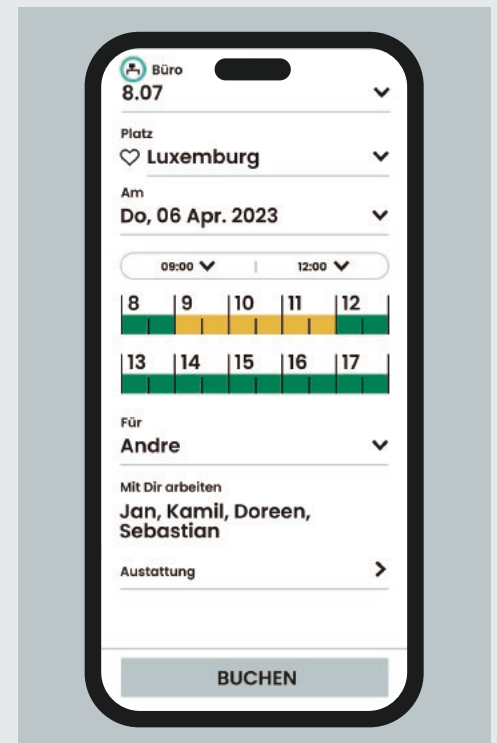 Büro
8.07
Platz
Luxemburg
Am
Do, 06 Apr. 2023
09:00 | 12:00
8 9 10 11 12
13 14 15 16 17
Für
Andre
Mit Dir arbeiten
Jan, Kamil, Doreen,
Sebastian
Austattung
BUCHEN